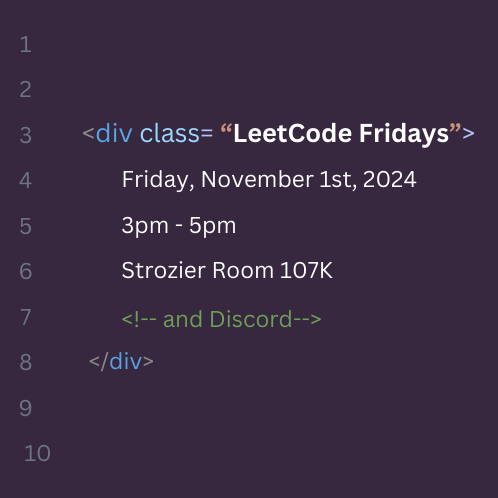 1
2
3 <div class= “LeetCode Fridays”>
4 Friday, November 1st, 2024
5 3pm - 5pm
6 Strozier Room 107K
7 <!-- and Discord-->
8 </div>
9
10